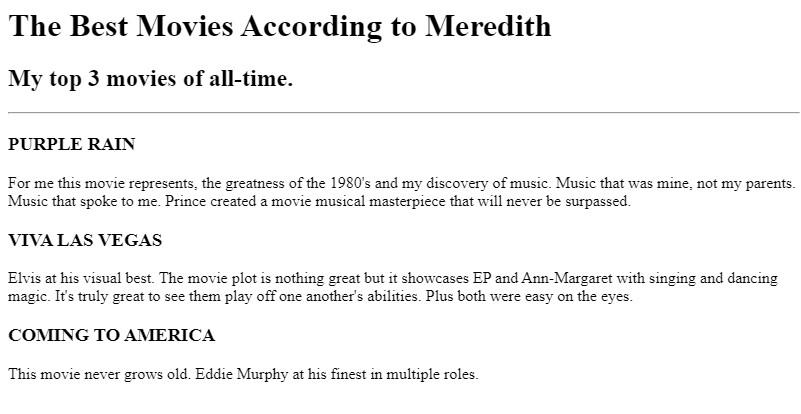 The Best Movies According to Meredith
My top 3 movies of all-time.
PURPLE RAIN
For me this movie represents, the greatness of the 1980's and my discovery of music. Music that was mine, not my parents.
Music that spoke to me. Prince created a movie musical masterpiece that will never be surpassed.
VIVA LAS VEGAS
Elvis at his visual best. The movie plot is nothing great but it showcases EP and Ann-Margaret with singing and dancing
magic. It's truly great to see them play off one another's abilities. Plus both were easy on the eyes.
COMING TO AMERICA
This movie never grows old. Eddie Murphy at his finest in multiple roles.